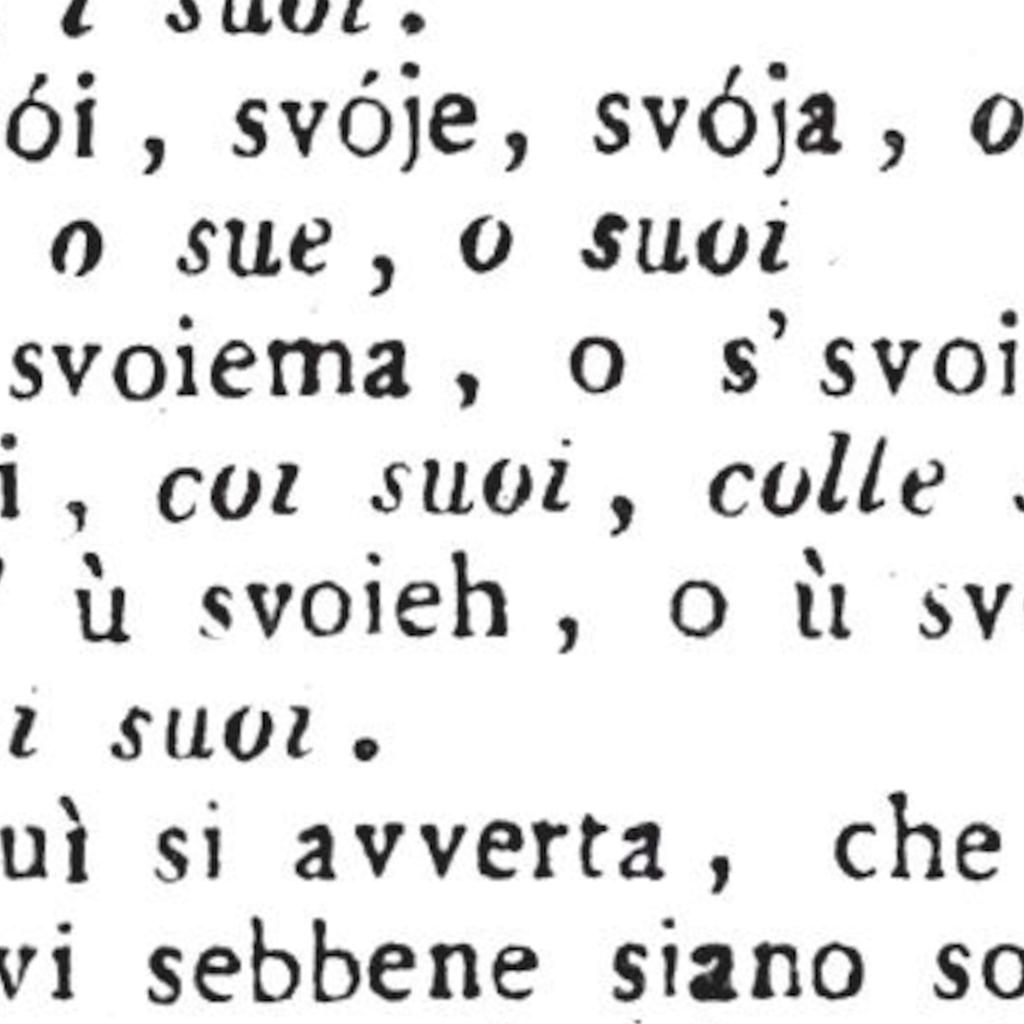 i suoi.
ói, svóje, svója, o
o sue, o suoi
svoiema, o s'svoi
i, coi suoi, colle
ù svoieh, o ù sv
i suoi.
uì si avverta, che
vi sebbene siano so